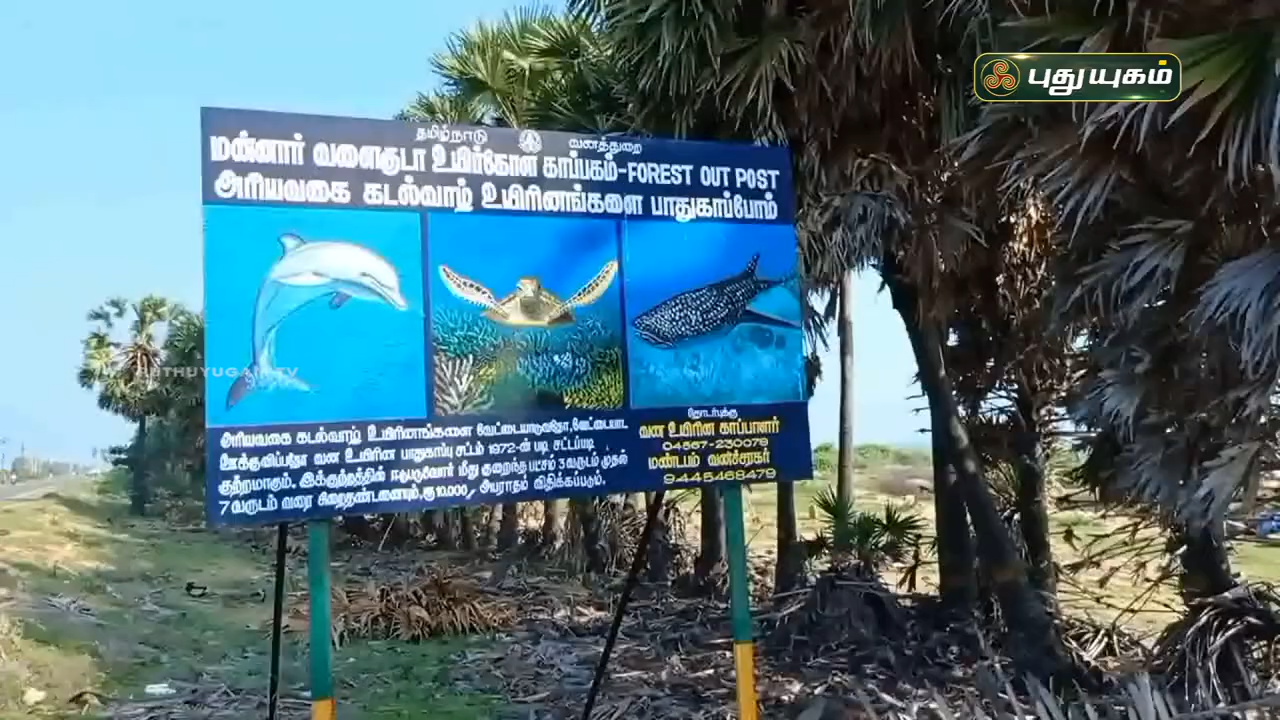 புதுயுகம்
தமிழ்நாடு வனத்துறை
மன்னார் வளைகுடா உயிர்கோள காப்பகம்-FOREST OUT POST
அரியவகை கடல்வாழ் உயிரினங்களை பாதுகாப்போம்
PUTHUYUGAM TV
அரியவகை கடல்வாழ் உயிரினங்களை வேட்டையாடுவதோ, வேட்டையாட
ஊக்குவிப்பதோ வன உயிரின பாதுகாப்பு சட்டம் 1972-ன் படி சட்டப்படி
குற்றமாகும். இக்குற்றத்தில் ஈடுபடுவோர் மீது குறைந்த பட்சம் 3 வருடம் முதல்
7 வருடம் வரை சிறைதண்டனையும், ரூ10.000, அபராதம் விதிக்கப்படும்.
தொடர்புக்கு
வன உயிரின காப்பாளர்
04567-230079
மண்டபம் வனச்சரகர்
9445468479